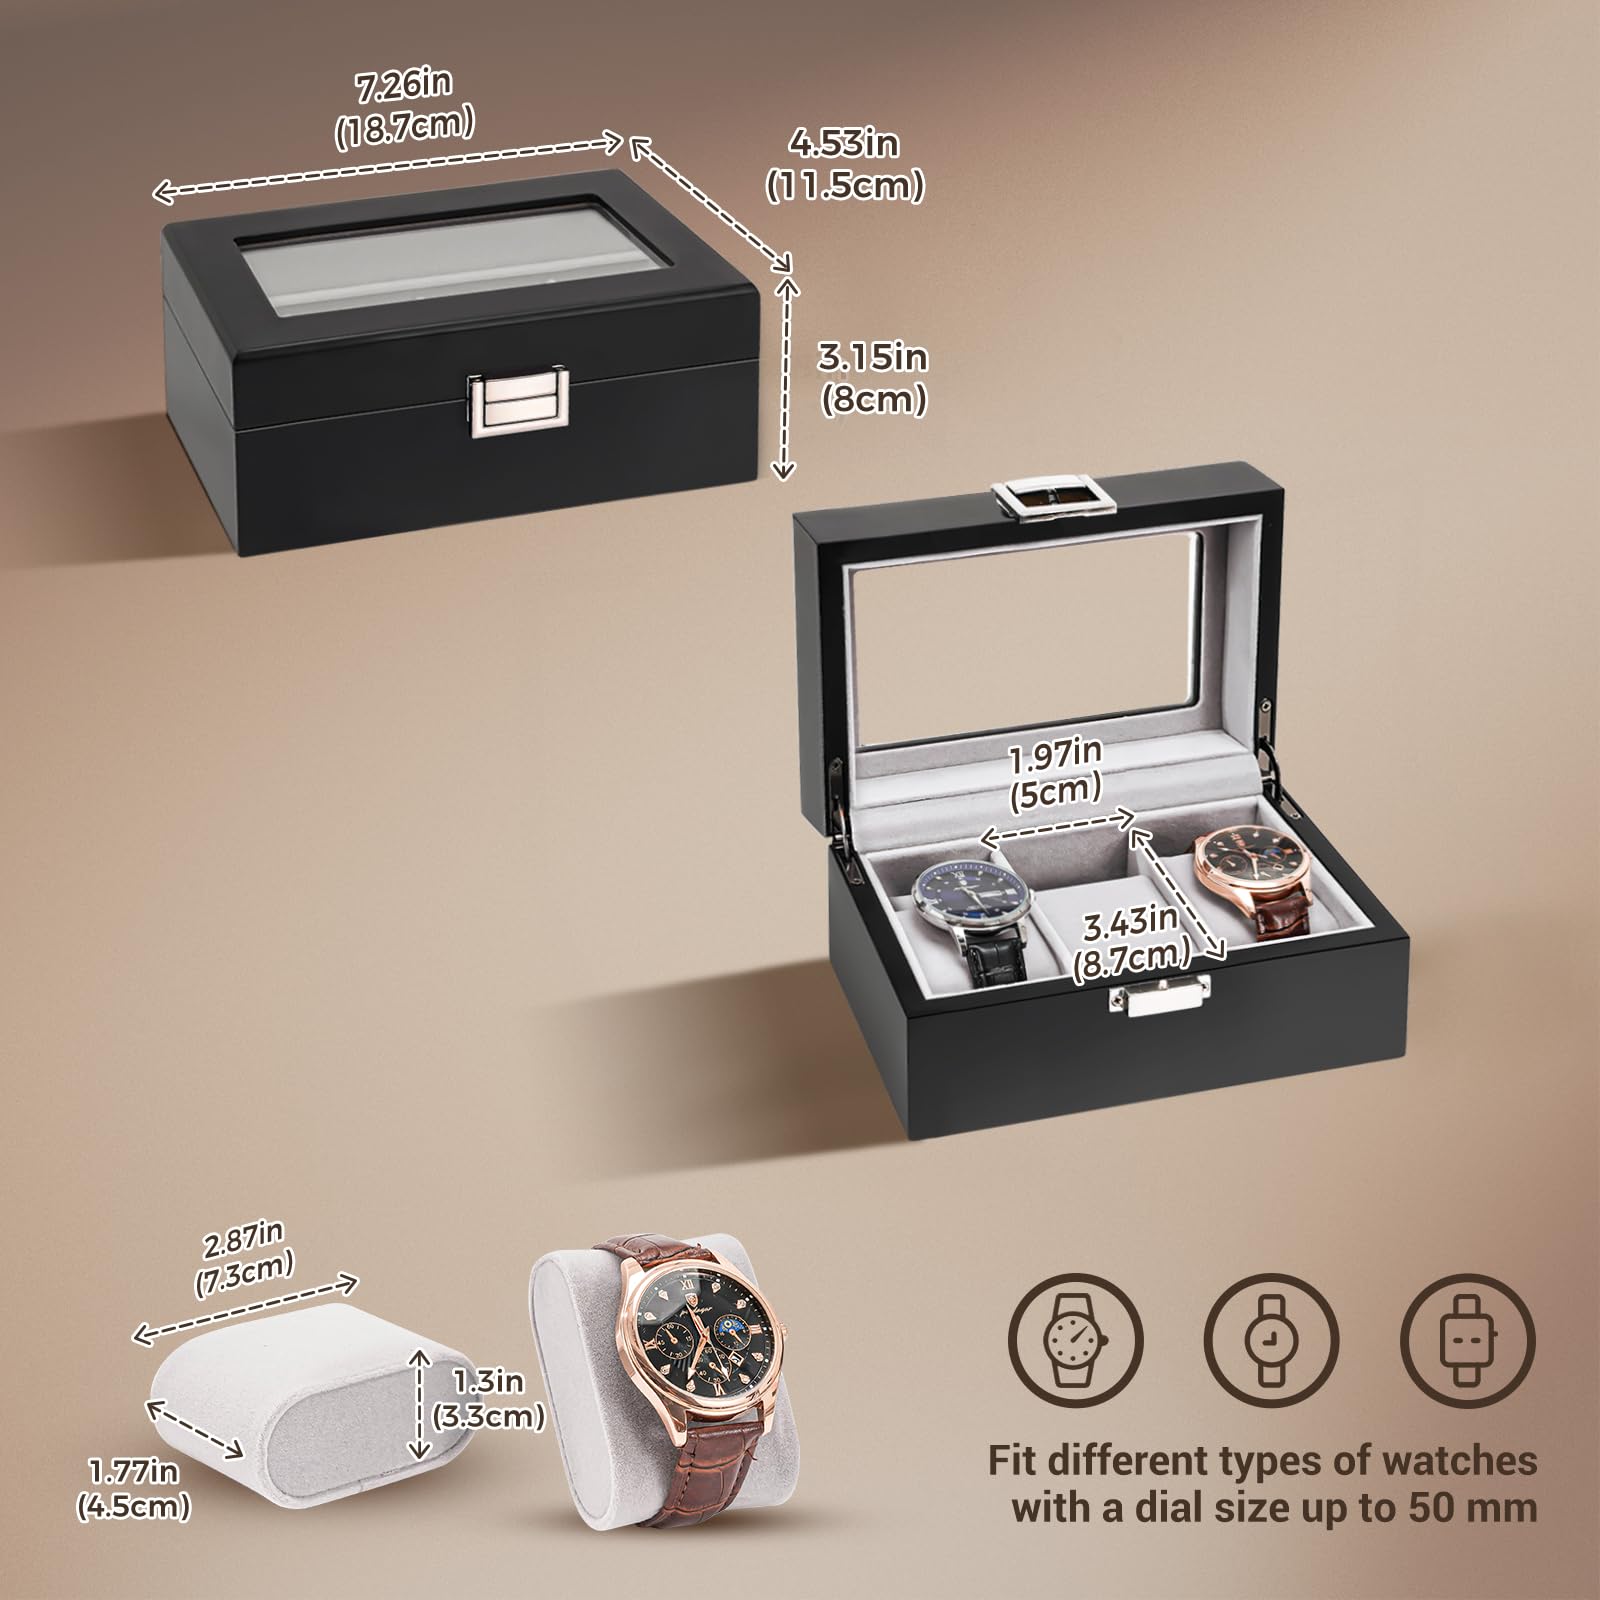 7.26in
(18.7cm)
4.53in
(11.5cm)
3.15in
(8cm)
1.97in
(5cm)
3.43in
(8.7cm)
2.87in
(7.3cm)
1.3in
(3.3cm)
1.77in
(4.5cm)
Fit different types of watches
with a dial size up to 50 mm